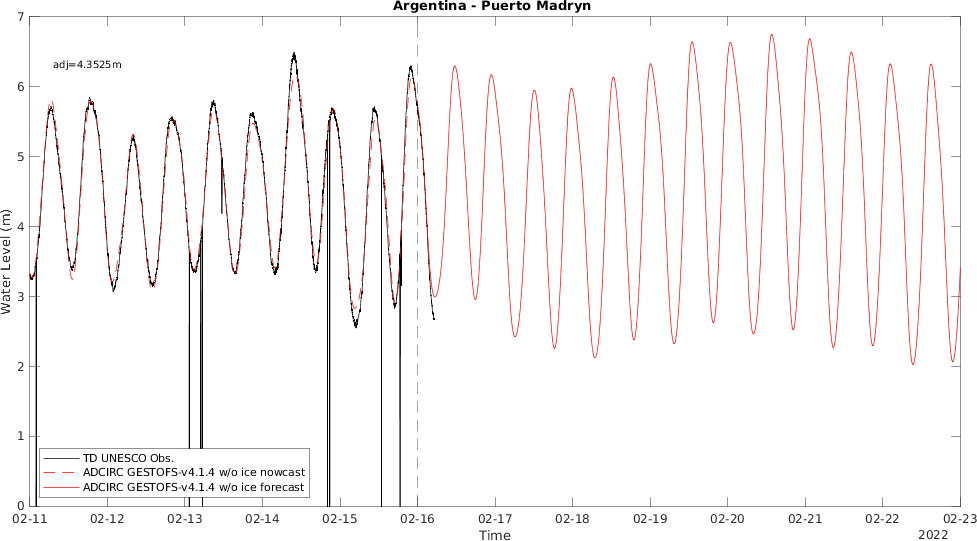 Argentina - Puerto Madryn
adj=4.3525m
7
6
5
4
3
2
1
0
Water Level (m)
TD UNESCO Obs.
ADCIRC GESTOFS-v4.1.4 w/o ice nowcast
ADCIRC GESTOFS-v4.1.4 w/o ice forecast
02-11 02-12 02-13 02-14 02-15 02-16 02-17 02-18 02-19 02-20 02-21 02-22 02-23
Time
2022